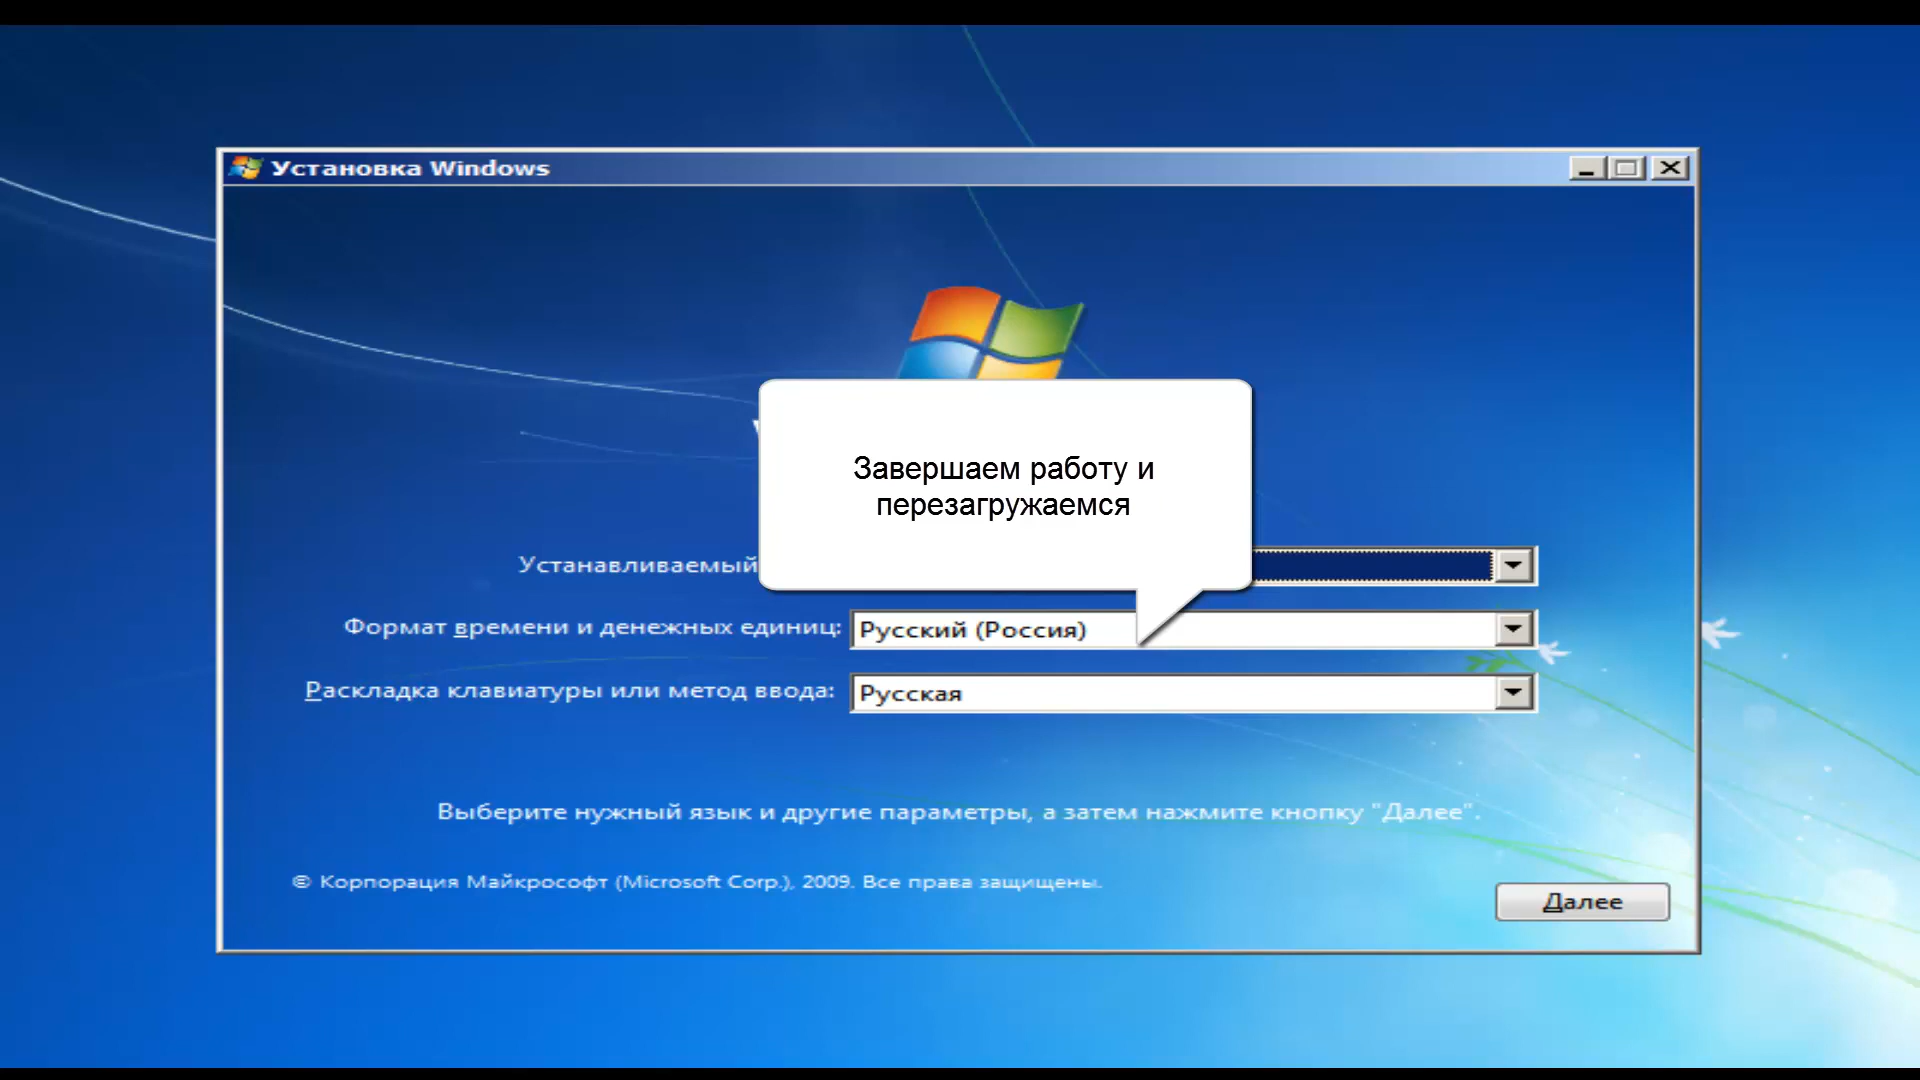 Установка Windows
Завершаем работу и
перезагружаемся
Устанавливаемый
Формат времени и денежных единиц: Русский (Россия)
Раскладка клавиатуры или метод ввода: Русская
Выберите нужный язык и другие параметры, а затем нажмите кнопку "Далее".
© Корпорация Майкрософт (Microsoft Corp.), 2009. Все права защищены.
Далее